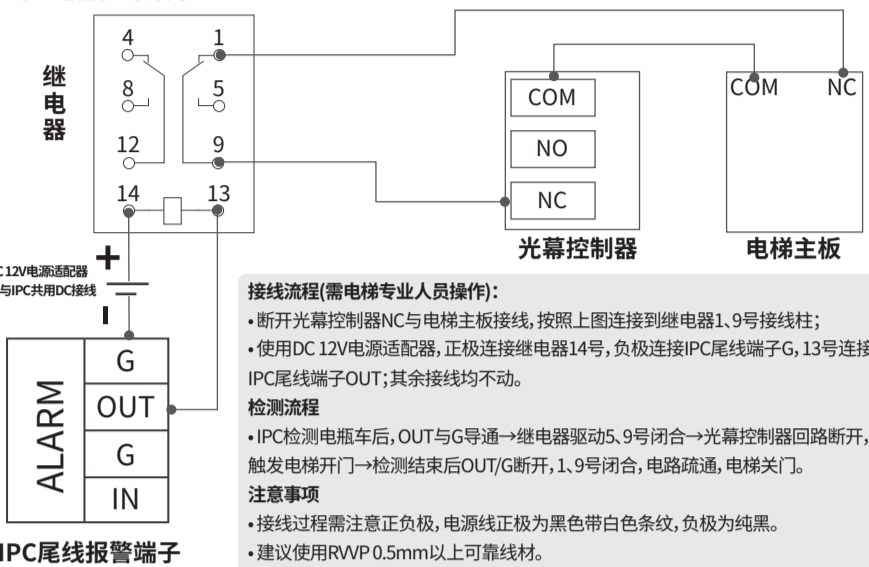 继电器
4 1
8 5
12 9
14 13
COM
NO
NC
光幕控制器
COM NC
电梯主板
+
12V电源适配器
与IPC共用DC接线
-
ALARM
G
OUT
G
IN
IPC尾线报警端子
接线流程(需电梯专业人员操作):
•断开光幕控制器NC与电梯主板接线,按照上图连接到继电器1、9号接线柱;
•使用DC 12V电源适配器,正极连接继电器14号,负极连接IPC尾线端子G,13号连接
IPC尾线端子OUT;其余接线均不动。
检测流程
•IPC检测电瓶车后,OUT与G导通→继电器驱动5、9号闭合→光幕控制器回路断开,
触发电梯开门→检测结束后OUT/G断开,1、9号闭合,电路疏通,电梯关门。
注意事项
•接线过程需注意正负极,电源线正极为黑色带白色条纹,负极为纯黑。
•建议使用RVVP 0.5mm以上可靠线材。